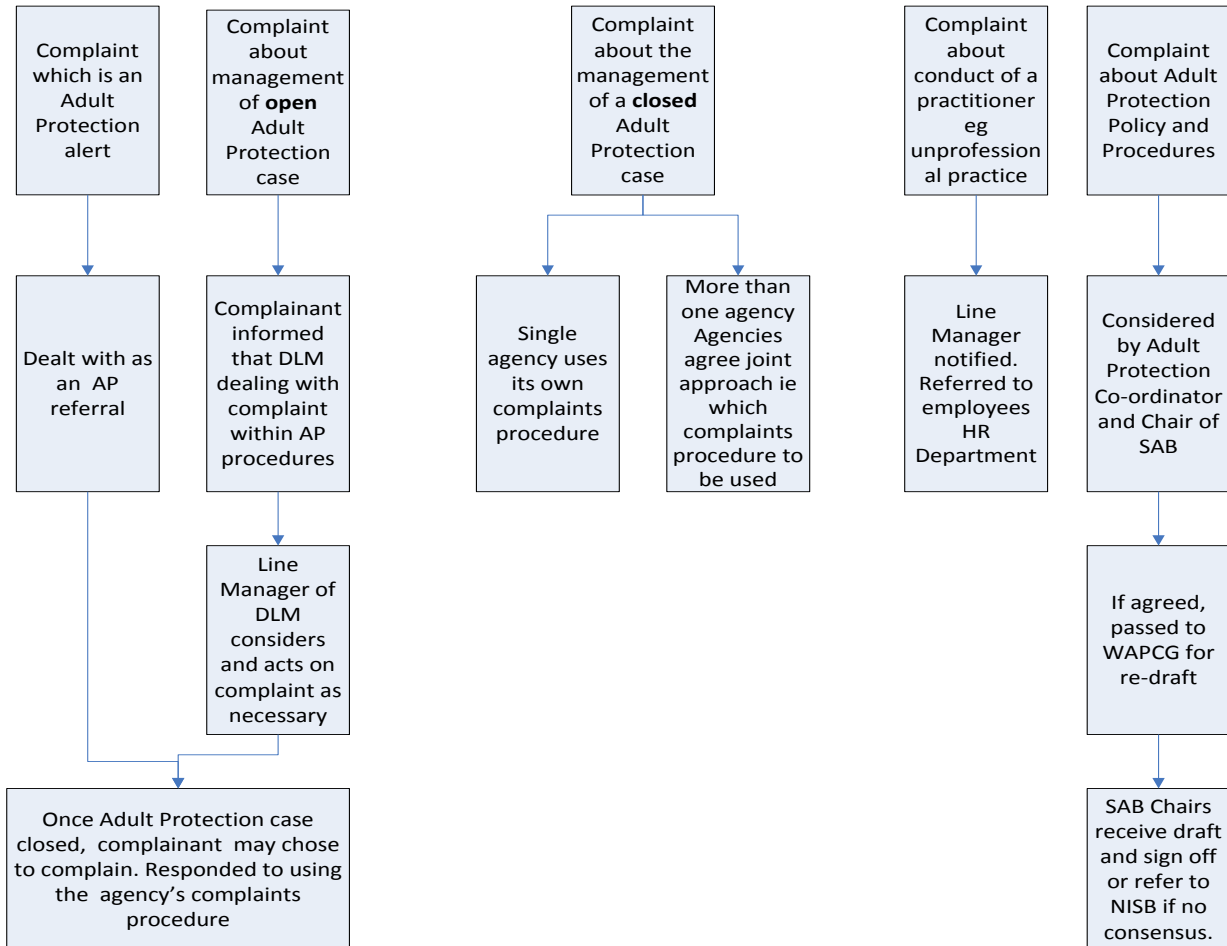 Complaint
which is an
Adult
Protection
alert
Complaint
about
management
of open
Adult
Protection
case
Complaint
about the
management
of a closed
Adult
Protection
case
Complaint
about
conduct of a
practitioner
eg
unprofession
al practice
Complaint
about Adult
Protection
Policy and
Procedures
Dealt with as
an AP
referral
Complainant
informed
that DLM
dealing with
complaint
within AP
procedures
Single
agency uses
its own
complaints
procedure
More than
one agency
Agencies
agree joint
approach ie
which
complaints
procedure to
be used
Line
Manager
notified.
Referred to
employees
HR
Department
Considered
by Adult
Protection
Co-ordinator
and Chair of
SAB
Line
Manager of
DLM
considers
and acts on
complaint as
necessary
If agreed,
passed to
WAPCG for
re-draft
Once Adult Protection case
closed, complainant may chose
to complain. Responded to using
the agency’s complaints
procedure
SAB Chairs
receive draft
and sign off
or refer to
NISB if no
consensus.